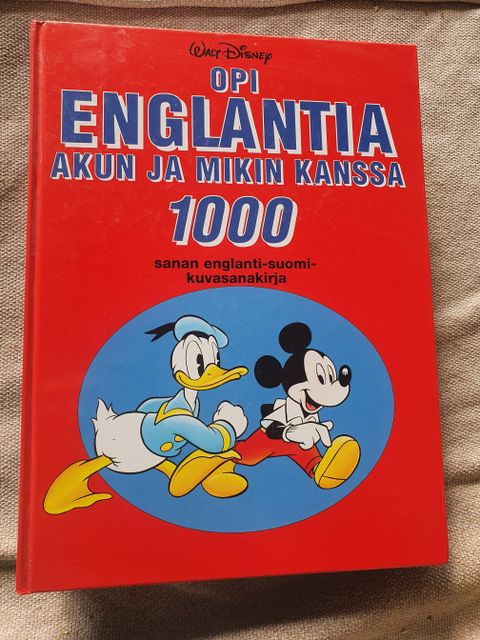 Walt Disney
OPI
ENGLANTIA
AKUN JA MIKIN KANSSA
1000
sanan englanti-suomi-
kuvasanakirja